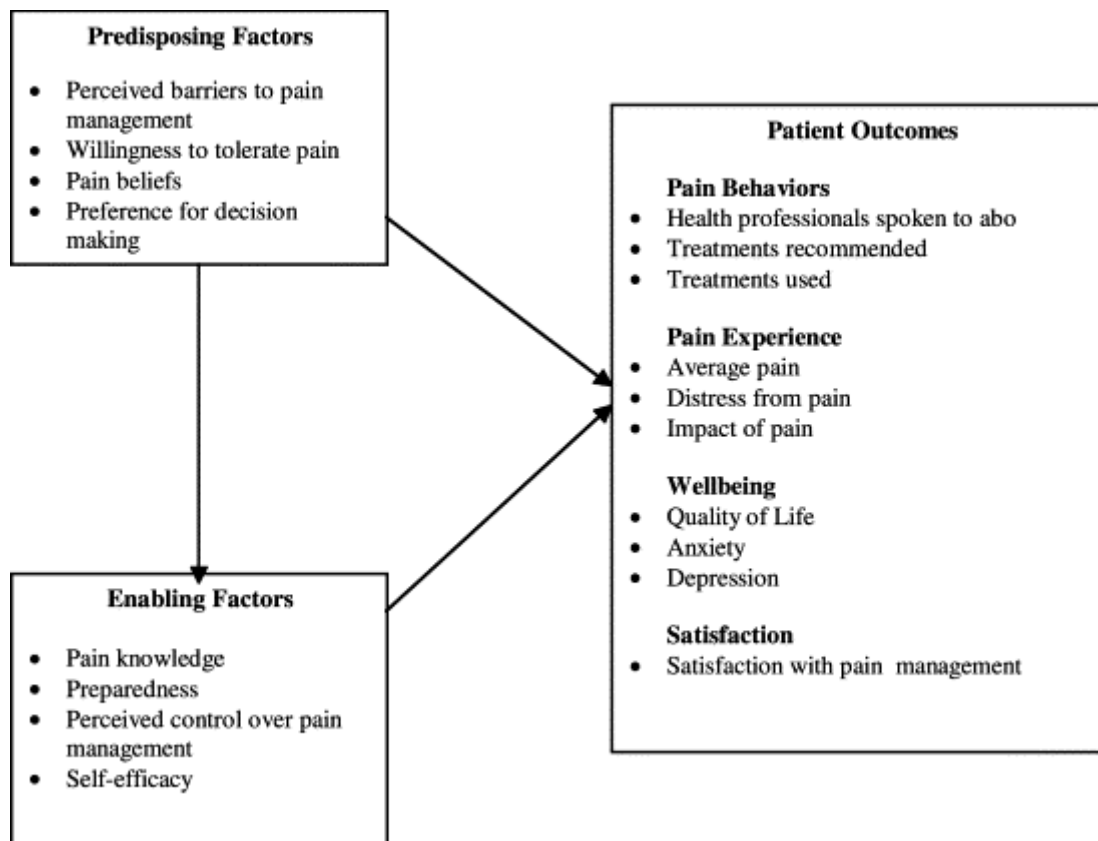 Predisposing Factors
• Perceived barriers to pain
management
• Willingness to tolerate pain
• Pain beliefs
• Preference for decision
making
Enabling Factors
• Pain knowledge
• Preparedness
• Perceived control over pain
management
• Self-efficacy
Patient Outcomes
Pain Behaviors
• Health professionals spoken to abo
• Treatments recommended
• Treatments used
Pain Experience
• Average pain
• Distress from pain
• Impact of pain
Wellbeing
• Quality of Life
• Anxiety
• Depression
Satisfaction
• Satisfaction with pain management